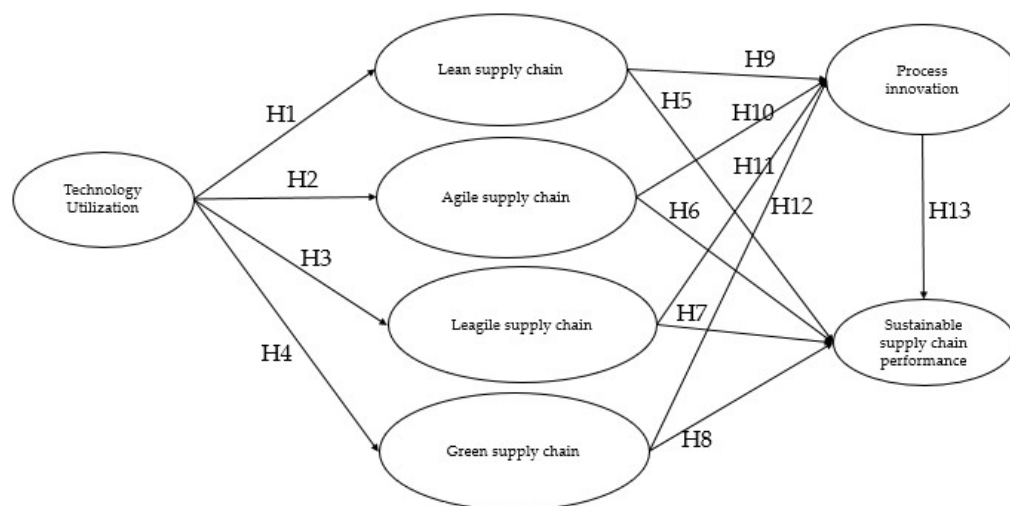 Lean supply chain
H9
Process
innovation
H1
H5
H10
Technology
Utilization
H2
Agile supply chain
H11
H6
H12
H13
H3
Leagile supply chain
H7
Sustainable
supply chain
performance
H4
Green supply chain
H8